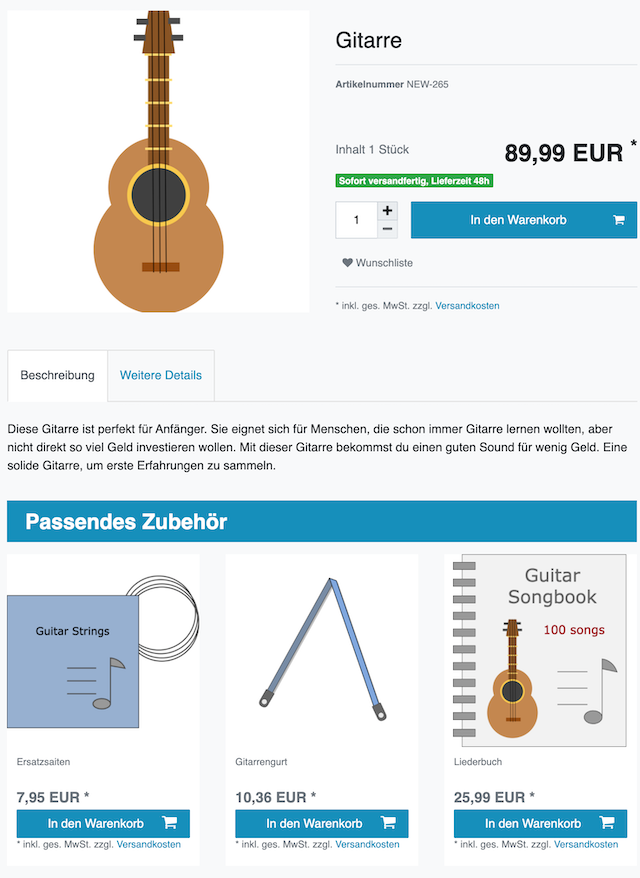 Gitarre
Artikelnummer NEW-265
Inhalt 1 Stück
89,99 EUR *
Sofort versandfertig, Lieferzeit 48h
1
+
−
In den Warenkorb
Wunschliste
* inkl. ges. MwSt. zzgl. Versandkosten
Beschreibung
Weitere Details
Diese Gitarre ist perfekt für Anfänger. Sie eignet sich für Menschen, die schon immer Gitarre lernen wollten, aber
nicht direkt so viel Geld investieren wollen. Mit dieser Gitarre bekommst du einen guten Sound für wenig Geld. Eine
solide Gitarre, um erste Erfahrungen zu sammeln.
Passendes Zubehör
Guitar Strings
Ersatzsaiten
7,95 EUR *
In den Warenkorb
* inkl. ges. MwSt. zzgl. Versandkosten
Gitarrengurt
10,36 EUR *
In den Warenkorb
* inkl. ges. MwSt. zzgl. Versandkosten
Guitar
Songbook
100 songs
Liederbuch
25,99 EUR *
In den Warenkorb
* inkl. ges. MwSt. zzgl. Versandkosten